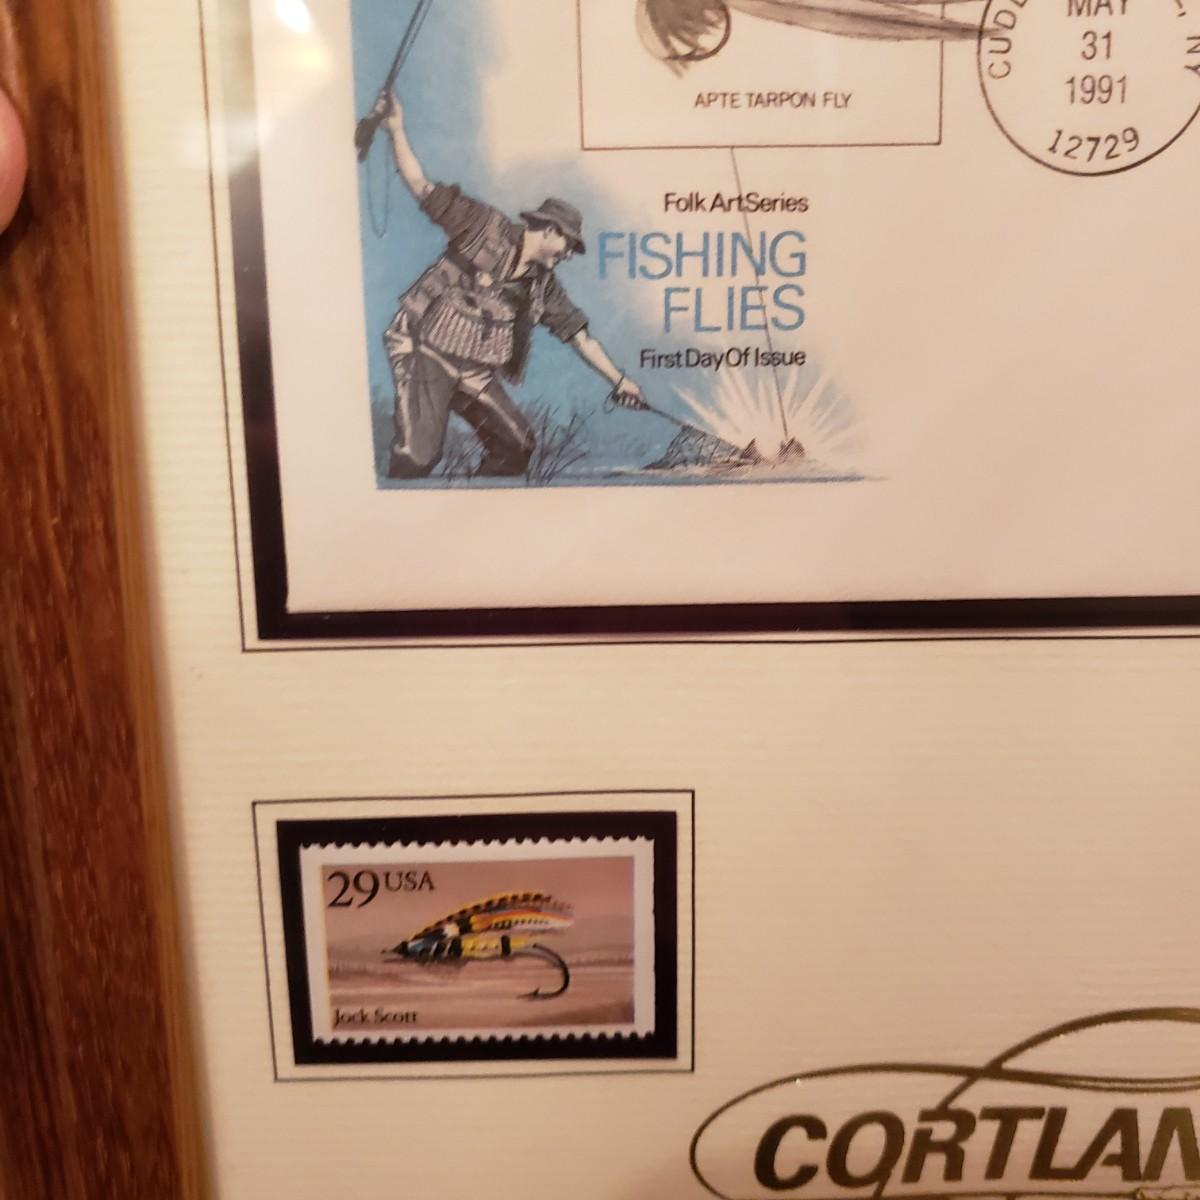 MAY
31
1991
12729
APTE TARPON FLY
Folk Art Series
FISHING
FLIES
First Day Of Issue
29 USA
Jock Scott